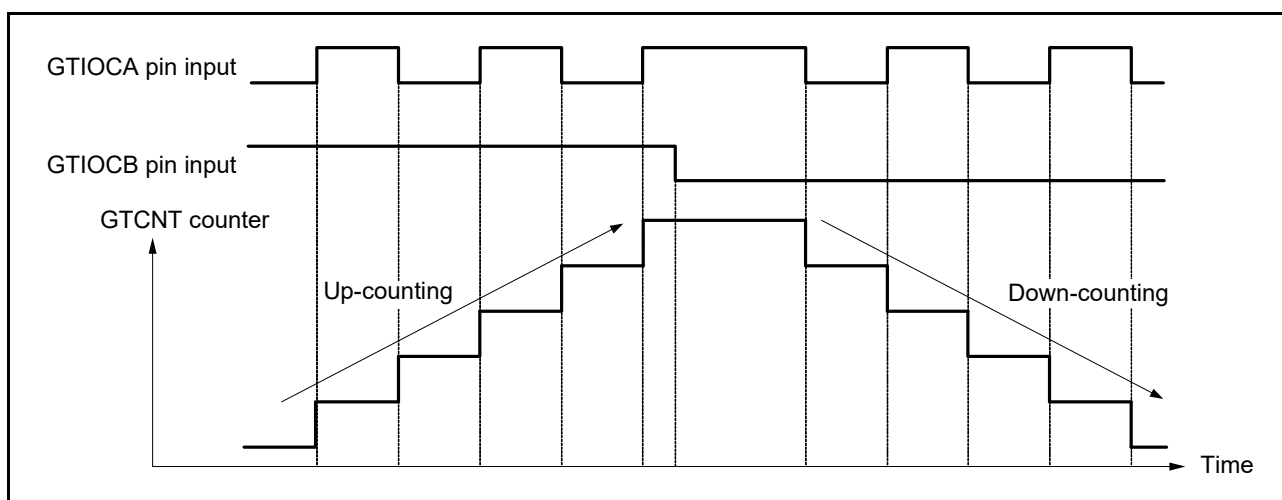 GTIOCA pin input
GTIOCB pin input
GTCNT counter
Up-counting
Down-counting
Time